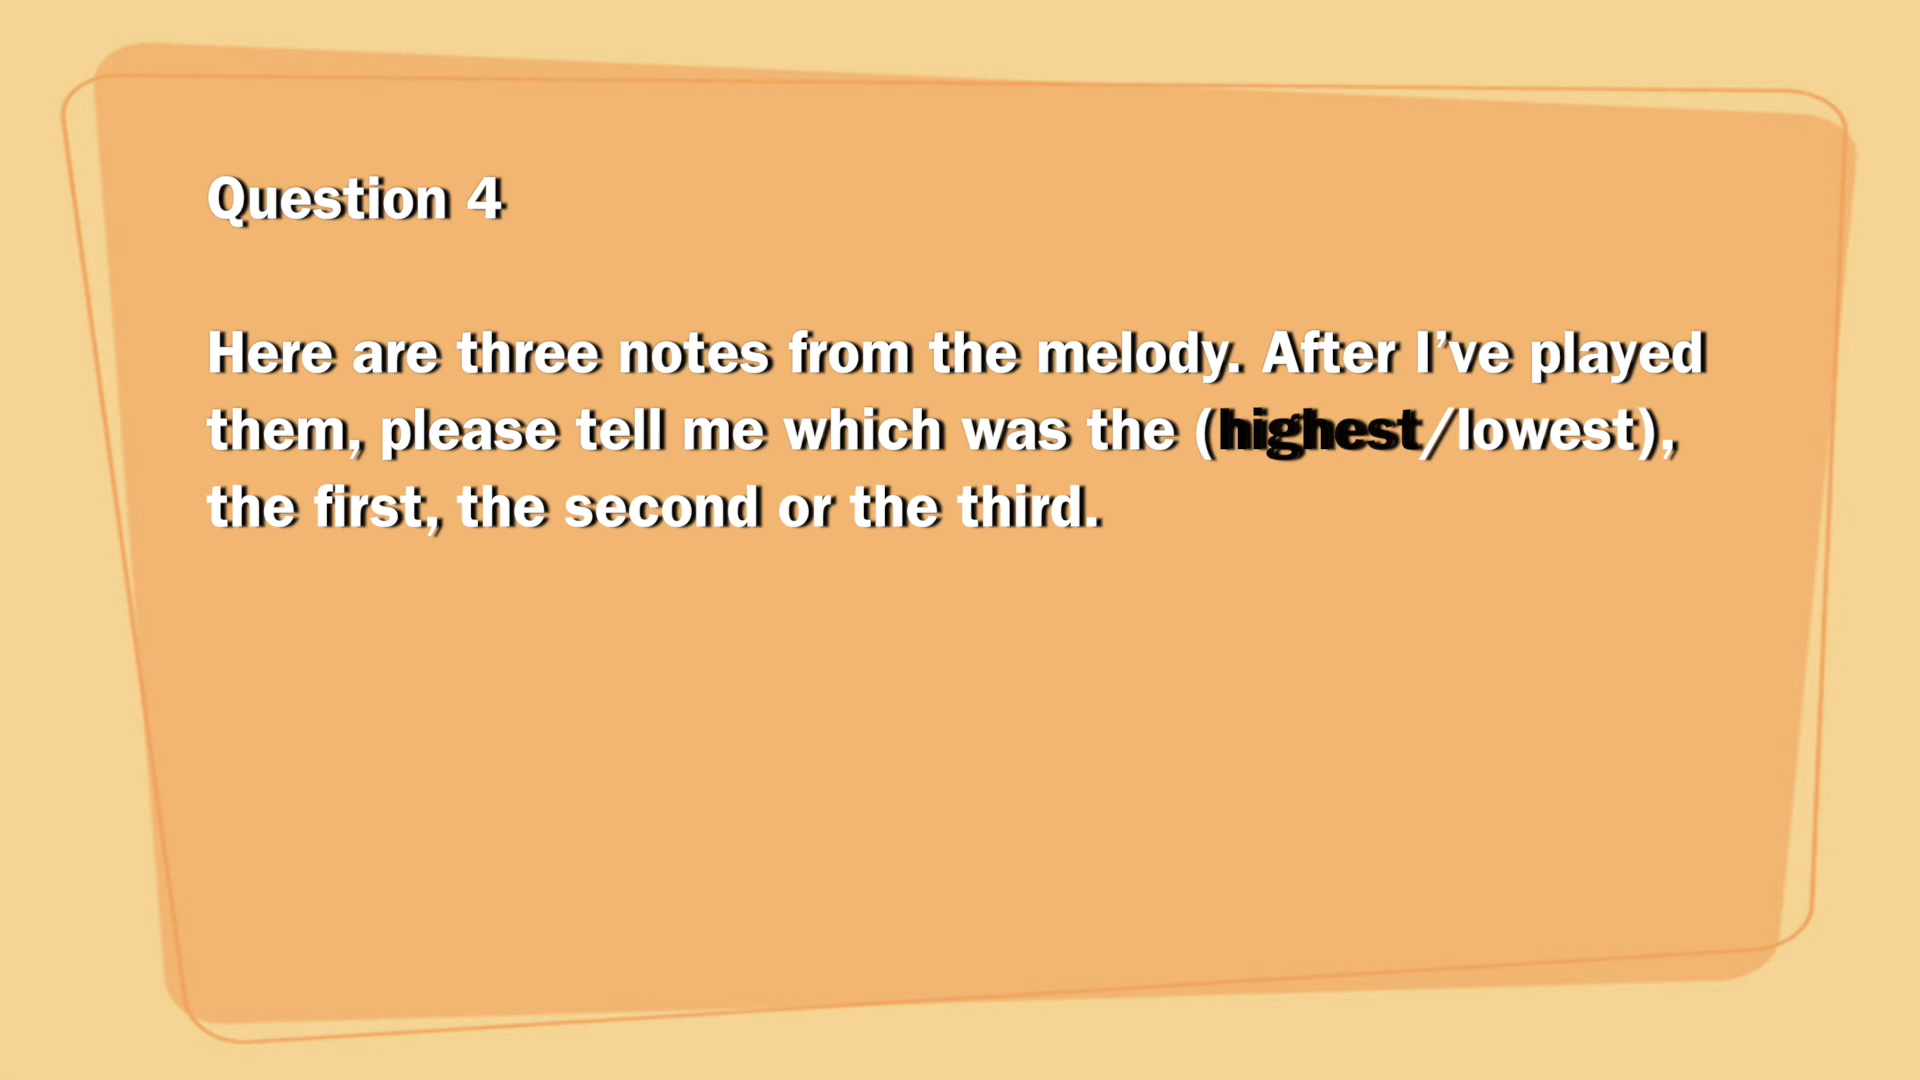 Question 4
Here are three notes from the melody. After I’ve played
them, please tell me which was the (highest/lowest),
the first, the second or the third.